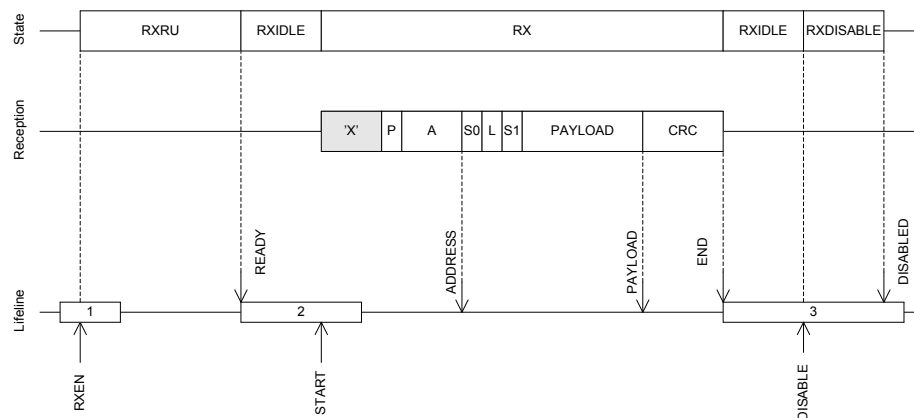 State
RXRU RXIDLE RX RXIDLE RXDISABLE
Reception
'X' P A S0 L S1 PAYLOAD CRC
READY
ADDRESS
PAYLOAD
END
DISABLED
Lifeline
1 2 3
RXEN
START
DISABLE